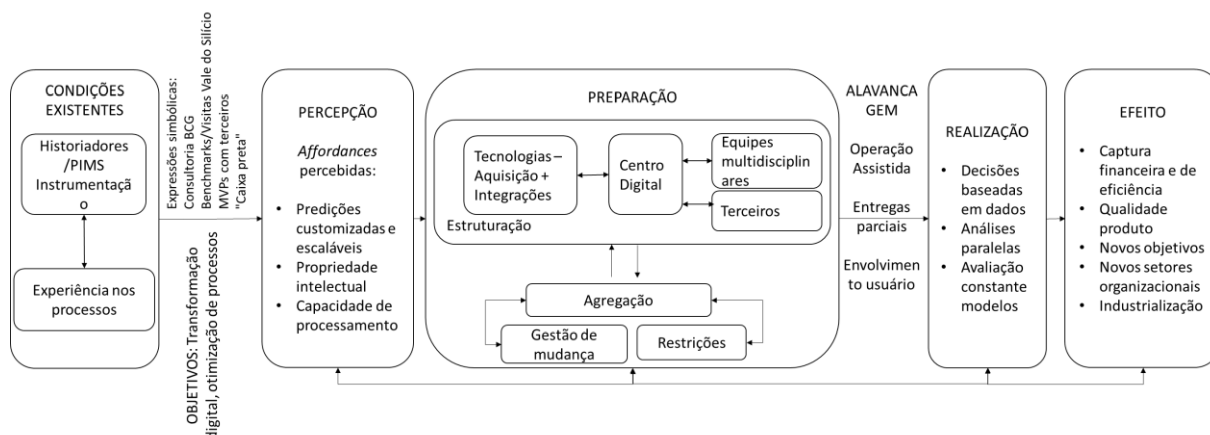 CONDIÇÕES
EXISTENTES
Historiadores
/PIMS
Instrumentaçã
o
Experiência nos
processos
Expressões simbólicas:
Consultoria BCG
Benchmarks/Visitas Vale do Silício
MVPs com terceiros
"Caixa preta"
OBJETIVOS: Transformação
digital, otimização de processos
PERCEPÇÃO
Affordances
percebidas:
• Predições
customizadas e
escaláveis
• Propriedade
intelectual
• Capacidade de
processamento
PREPARAÇÃO
Tecnologias –
Aquisição +
Integrações
Centro
Digital
Equipes
multidisciplin
ares
Terceiros
Estruturação
Agregação
Gestão de
mudança
Restrições
ALAVANCA
GEM
Operação
Assistida
Entregas
parciais
Envolvimen
to usuário
REALIZAÇÃO
• Decisões
baseadas
em dados
• Análises
paralelas
• Avaliação
constante
modelos
EFEITO
• Captura
financeira e de
eficiência
• Qualidade
produto
• Novos objetivos
• Novos setores
organizacionais
• Industrialização